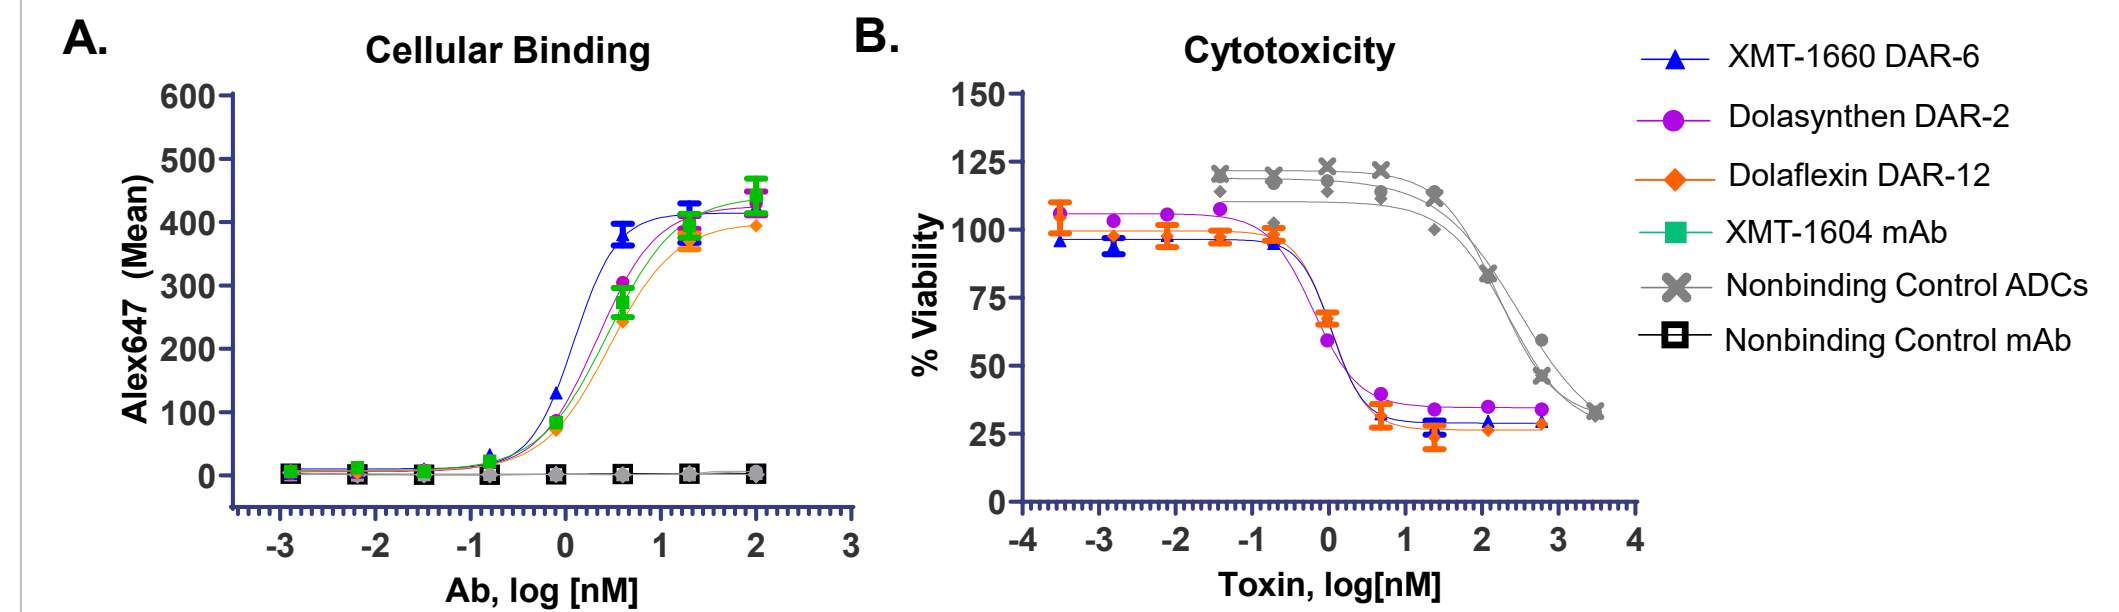 A.
Cellular Binding
600
500
400
300
200
100
0
Alex647 (Mean)
-3 -2 -1 0 1 2 3
Ab, log [nM]
B.
Cytotoxicity
150
125
100
75
50
25
0
% Viability
-4 -3 -2 -1 0 1 2 3 4
Toxin, log[nM]
XMT-1660 DAR-6
Dolasynthen DAR-2
Dolaflexin DAR-12
XMT-1604 mAb
Nonbinding Control ADCs
Nonbinding Control mAb